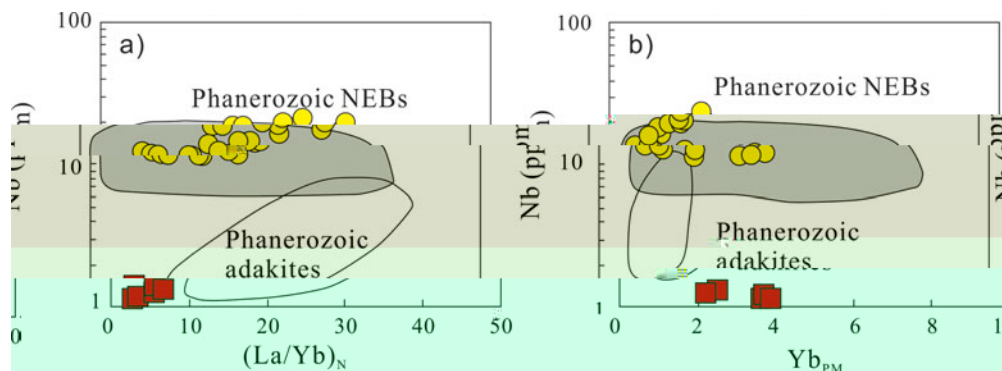 100
a)
Phanerozoic NEBs
10
Phanerozoic
adakites
1
0 10 20 30 40 50
(La/Yb)N
100
b)
Phanerozoic NEBs
Nb (ppm)
10
Phanerozoic
adakites
1
0 2 4 6 8
YbPM